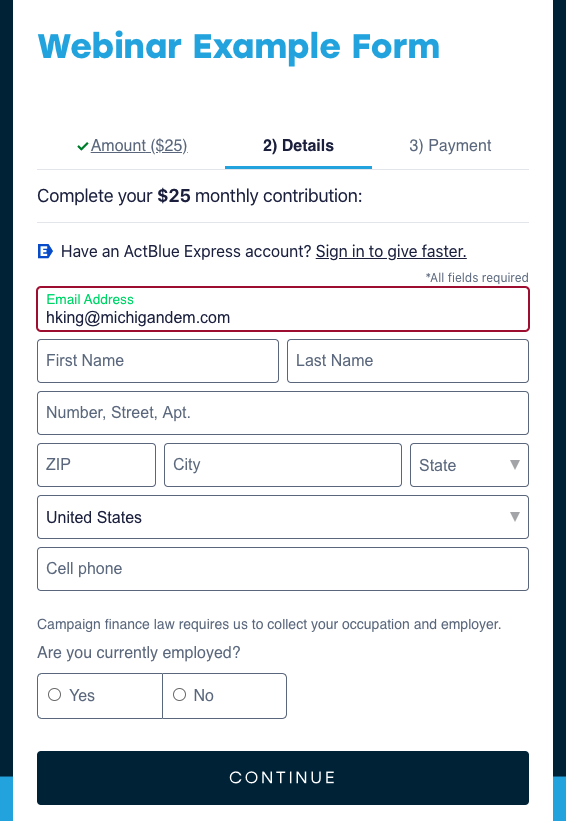 Webinar Example Form
Amount ($25) 2) Details 3) Payment
Complete your $25 monthly contribution:
E Have an ActBlue Express account? Sign in to give faster.
*All fields required
Email Address
hking@michigandem.com
First Name Last Name
Number, Street, Apt.
ZIP City State
United States
Cell phone
Campaign finance law requires us to collect your occupation and employer.
Are you currently employed?
Yes No
CONTINUE